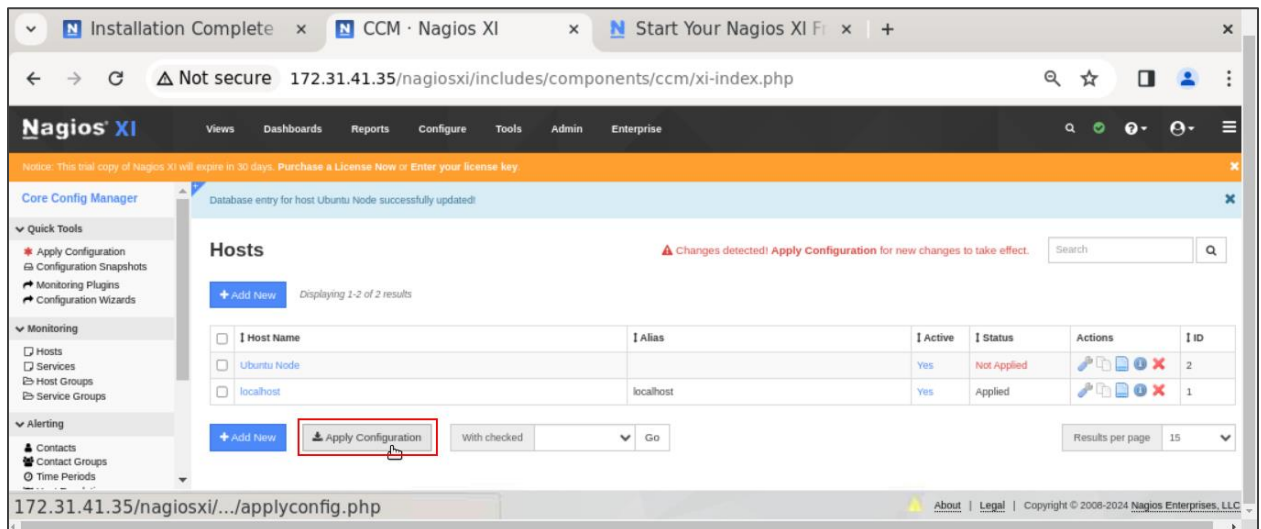 Installation Complete
CCM · Nagios XI
Start Your Nagios XI Fr
Not secure 172.31.41.35/nagiosxi/includes/components/ccm/xi-index.php
Nagios® XI Views Dashboards Reports Configure Tools Admin Enterprise
Notice: This trial copy of Nagios XI will expire in 30 days. Purchase a License Now or Enter your license key.
Core Config Manager
Quick Tools
Apply Configuration
Configuration Snapshots
Monitoring Plugins
Configuration Wizards
Monitoring
Hosts
Services
Host Groups
Service Groups
Alerting
Contacts
Contact Groups
Time Periods
Database entry for host Ubuntu Node successfully updated!
Hosts
Changes detected! Apply Configuration for new changes to take effect.
Search
Add New Displaying 1-2 of 2 results
Host Name Alias Active Status Actions ID
Ubuntu Node Yes Not Applied 2
localhost localhost Yes Applied 1
Add New Apply Configuration With checked Go Results per page 15
172.31.41.35/nagiosxi/.../applyconfig.php
About | Legal | Copyright © 2008-2024 Nagios Enterprises, LLC